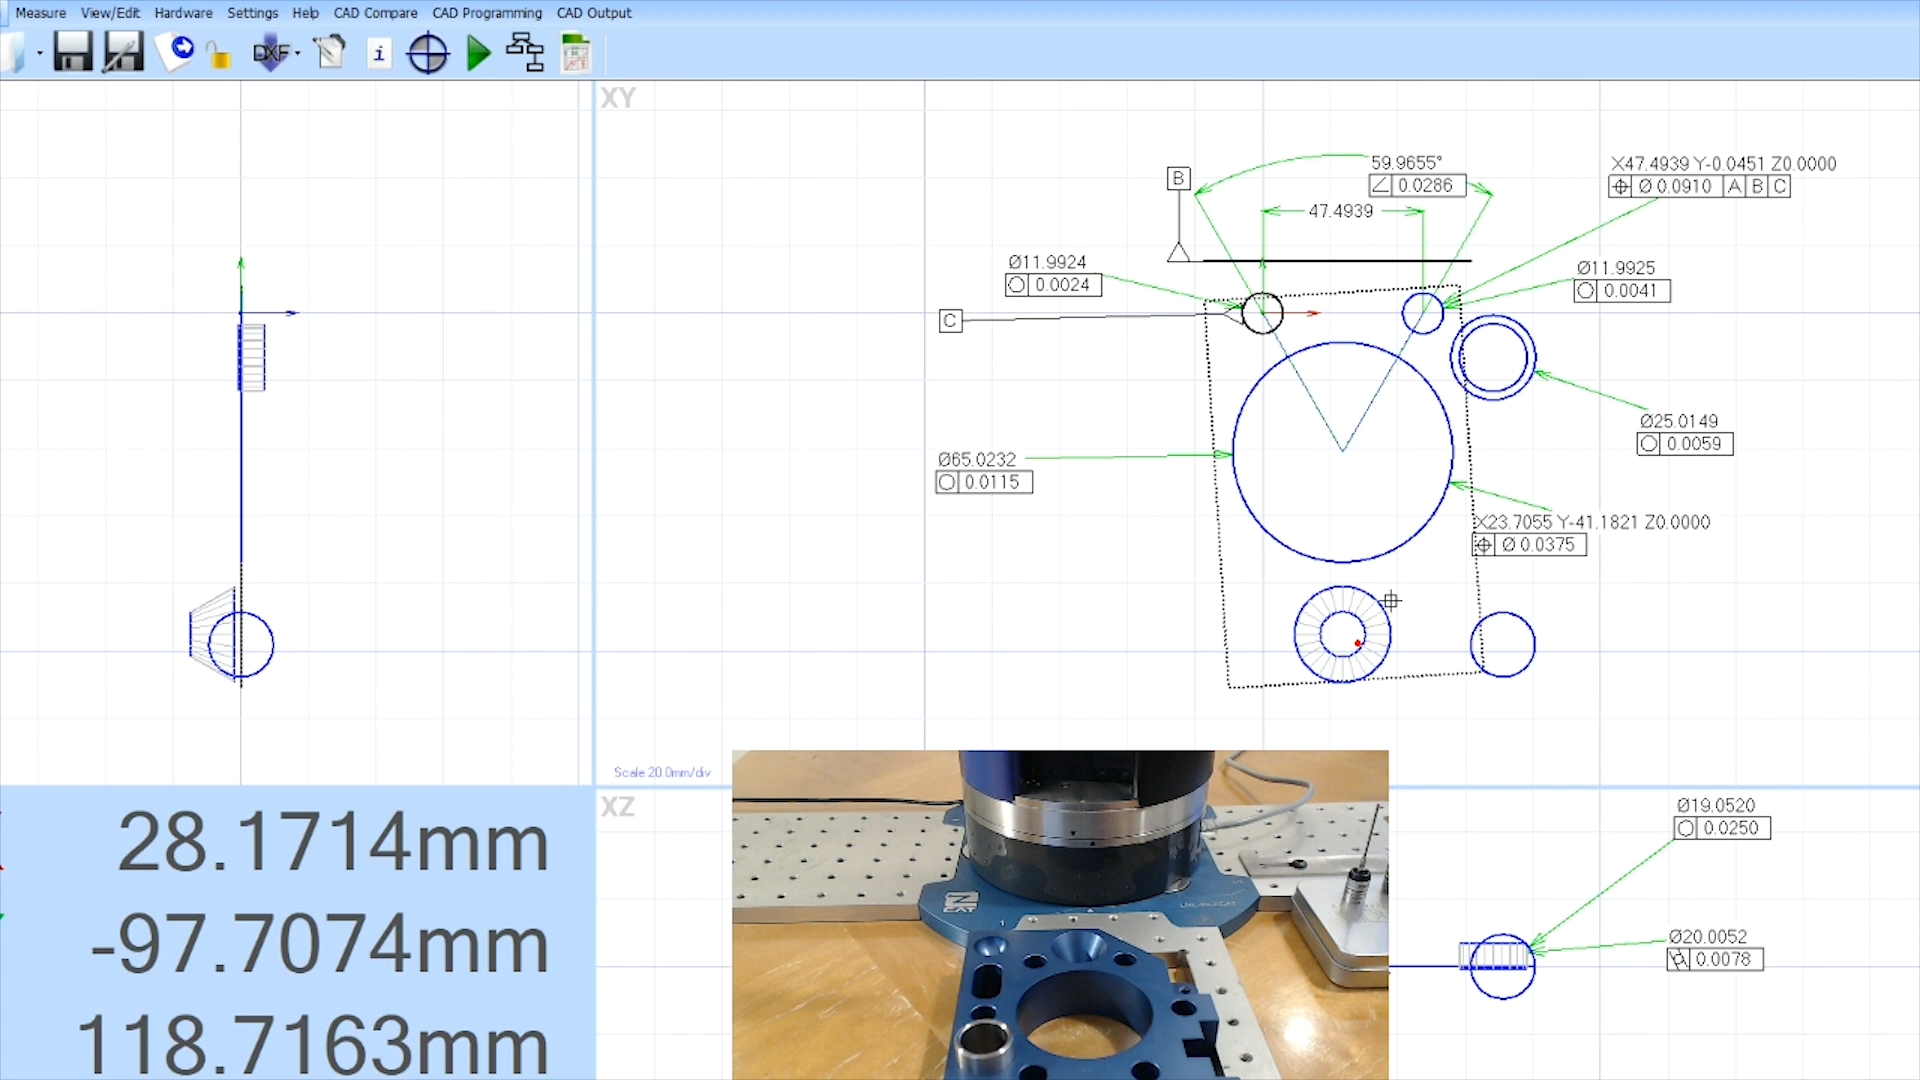 Measure View/Edit Hardware Settings Help CAD Compare CAD Programming CAD Output
DXF
i
XY
B
59.9655°
0.0286
47.4939
X47.4939 Y-0.0451 Z0.0000
Ø 0.0910 A B C
Ø11.9924
0.0024
Ø11.9925
0.0041
C
Ø25.0149
0.0059
Ø65.0232
0.0115
X23.7055 Y-41.1821 Z0.0000
Ø 0.0375
Scale 20.0mm/div
28.1714mm
-97.7074mm
118.7163mm
XZ
Ø19.0520
0.0250
Ø20.0052
0.0078
CAT